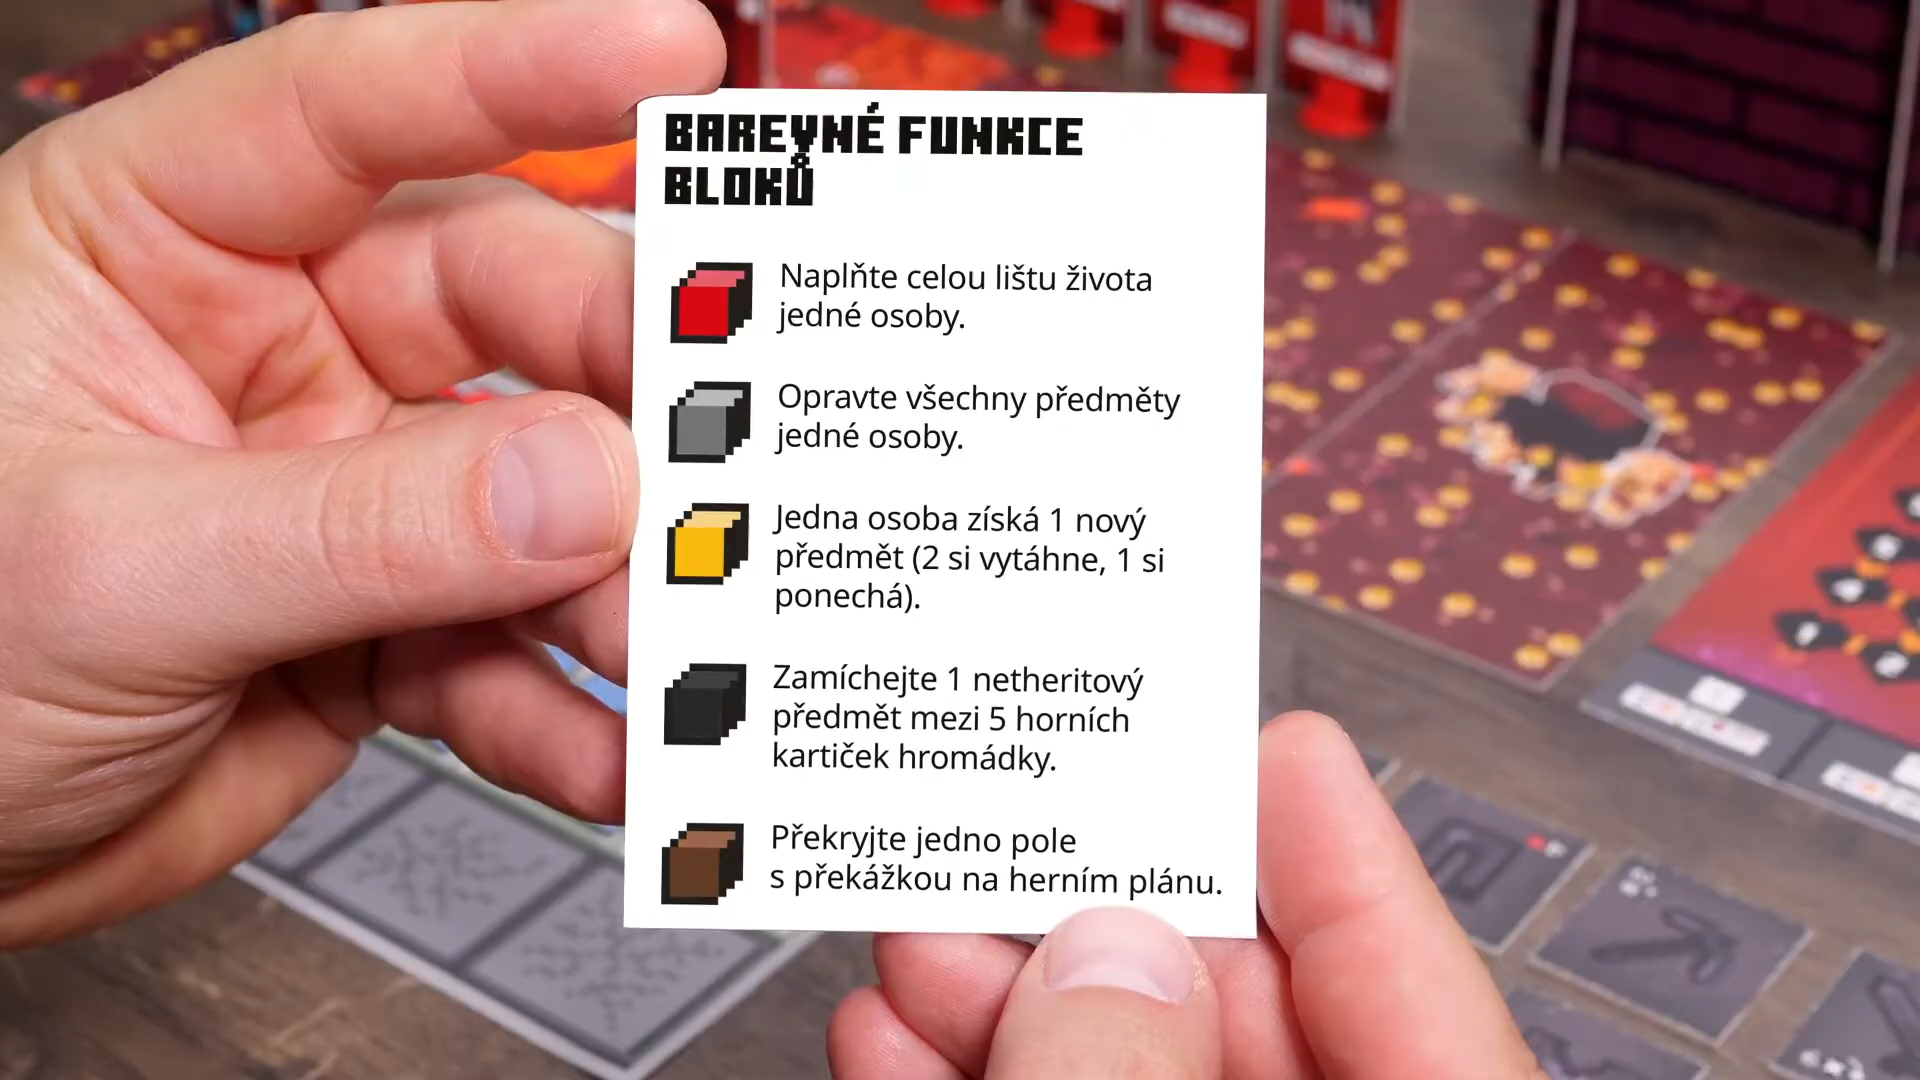 BAREVNÉ FUNKCE
BLOKŮ
Naplňte celou lištu života
jedné osoby.
Opravte všechny předměty
jedné osoby.
Jedna osoba získá 1 nový
předmět (2 si vytáhne, 1 si
ponechá).
Zamíchejte 1 netheritový
předmět mezi 5 horních
kartiček hromádky.
Překryjte jedno pole
s překážkou na herním plánu.